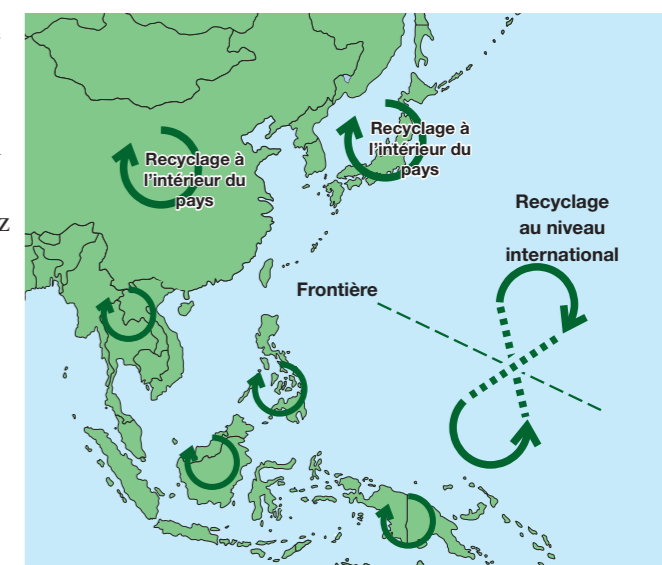 Recyclage à
l'intérieur du
pays
Recyclage à
l'intérieur du
pays
Recyclage
au niveau
international
Frontière
z